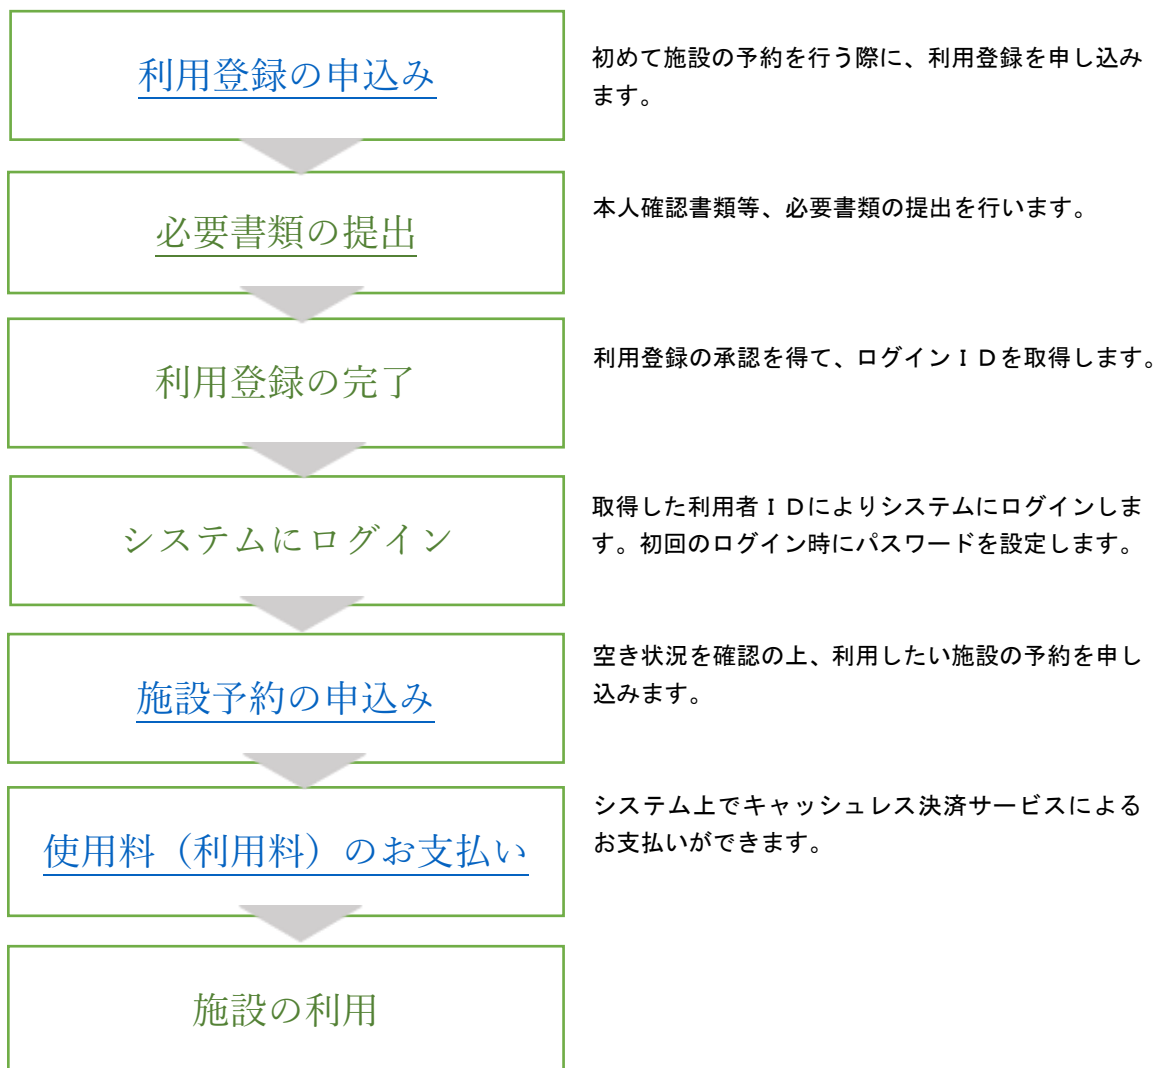 利用登録の申込み
初めて施設の予約を行う際に、利用登録を申し込み
ます。
必要書類の提出
本人確認書類等、必要書類の提出を行います。
利用登録の完了
利用登録の承認を得て、ログインＩＤを取得します。
システムにログイン
取得した利用者ＩＤによりシステムにログインしま
す。初回のログイン時にパスワードを設定します。
施設予約の申込み
空き状況を確認の上、利用したい施設の予約を申し
込みます。
使用料（利用料）のお支払い
システム上でキャッシュレス決済サービスによる
お支払いができます。
施設の利用